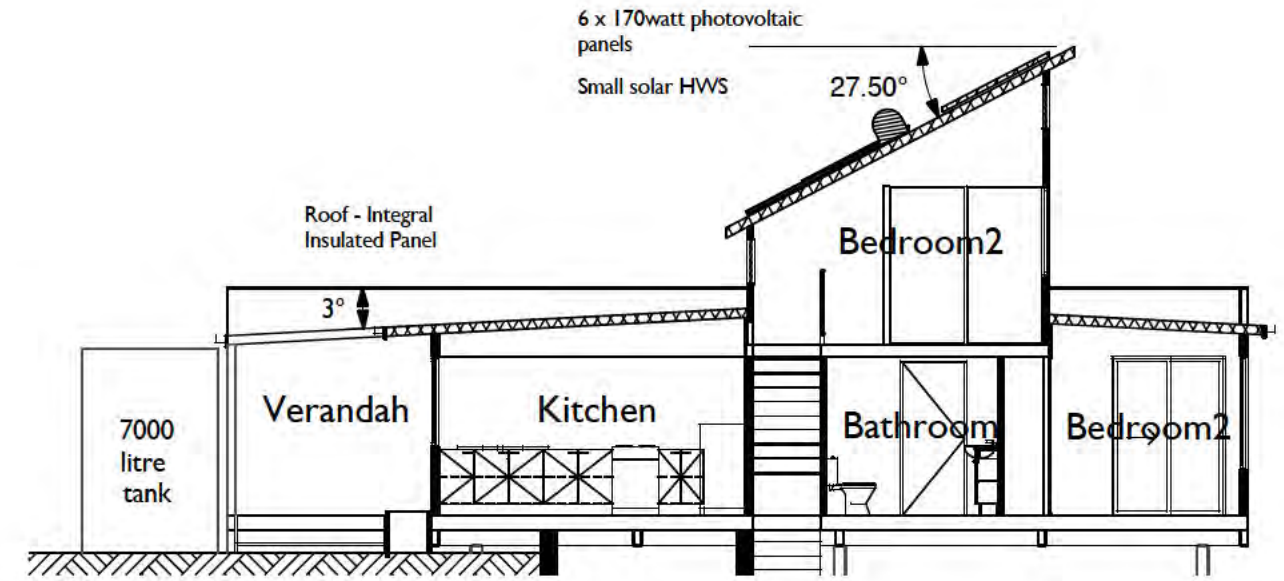 6 x 170watt photovoltaic
panels
Small solar HWS
27.50°
Roof - Integral
Insulated Panel
Bedroom2
3°
Verandah
Kitchen
Bathroom
Bedroom2
7000
litre
tank